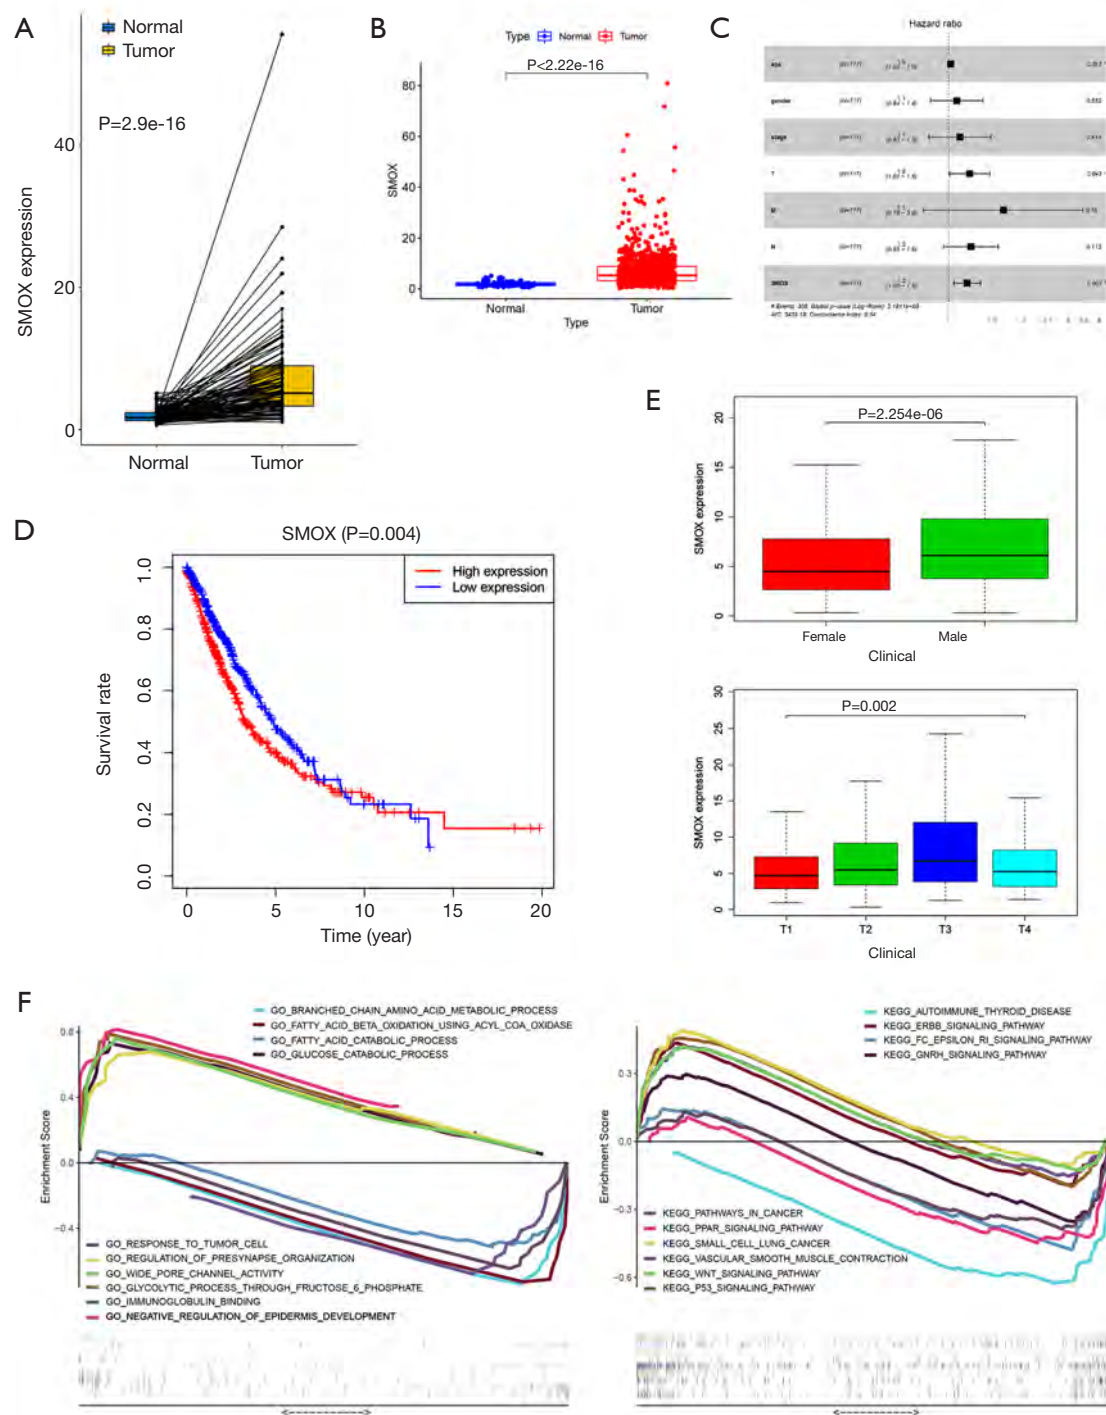 A
Normal
Tumor
P=2.9e-16
SMOX expression
40
20
0
Normal
Tumor
B
Type
Normal
Tumor
P<2.22e-16
SMOX
80
60
40
20
0
Normal
Tumor
Type
C
Hazard ratio
age
gender
stage
T
M
N
SMOX
D
SMOX (P=0.004)
High expression
Low expression
Survival rate
1.0
0.8
0.6
0.4
0.2
0.0
0
5
10
15
20
Time (year)
E
P=2.254e-06
SMOX expression
20
15
10
5
0
Female
Male
Clinical
P=0.002
SMOX expression
30
25
20
15
10
5
0
T1
T2
T3
T4
Clinical
F
GO_BRANCHED_CHAIN_AMINO_ACID_METABOLIC_PROCESS
GO_FATTY_ACID_BETA_OXIDATION_USING_ACYL_COA_OXIDASE
GO_FATTY_ACID_CATABOLIC_PROCESS
GO_GLUCOSE_CATABOLIC_PROCESS
Enrichment Score
0.8
0.4
0.0
−0.4
GO_RESPONSE_TO_TUMOR_CELL
GO_REGULATION_OF_PRESYNAPSE_ORGANIZATION
GO_WIDE_PORE_CHANNEL_ACTIVITY
GO_GLYCOLYTIC_PROCESS_THROUGH_FRUCTOSE_6_PHOSPHATE
GO_IMMUNOGLOBULIN_BINDING
GO_NEGATIVE_REGULATION_OF_EPIDERMIS_DEVELOPMENT
KEGG_AUTOIMMUNE_THYROID_DISEASE
KEGG_ERBB_SIGNALING_PATHWAY
KEGG_FC_EPSILON_RI_SIGNALING_PATHWAY
KEGG_GNRH_SIGNALING_PATHWAY
Enrichment Score
0.3
0.0
−0.3
−0.6
KEGG_PATHWAYS_IN_CANCER
KEGG_PPAR_SIGNALING_PATHWAY
KEGG_SMALL_CELL_LUNG_CANCER
KEGG_VASCULAR_SMOOTH_MUSCLE_CONTRACTION
KEGG_WNT_SIGNALING_PATHWAY
KEGG_P53_SIGNALING_PATHWAY